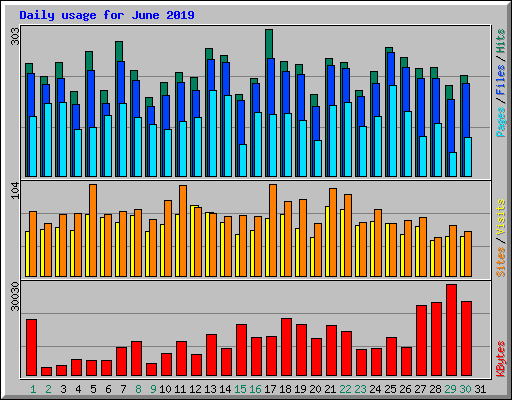 Daily usage for June 2019
303
Pages / Files / Hits
104
Sites / Visits
30030
KBytes
1 2 3 4 5 6 7 8 9 10 11 12 13 14 15 16 17 18 19 20 21 22 23 24 25 26 27 28 29 30 31